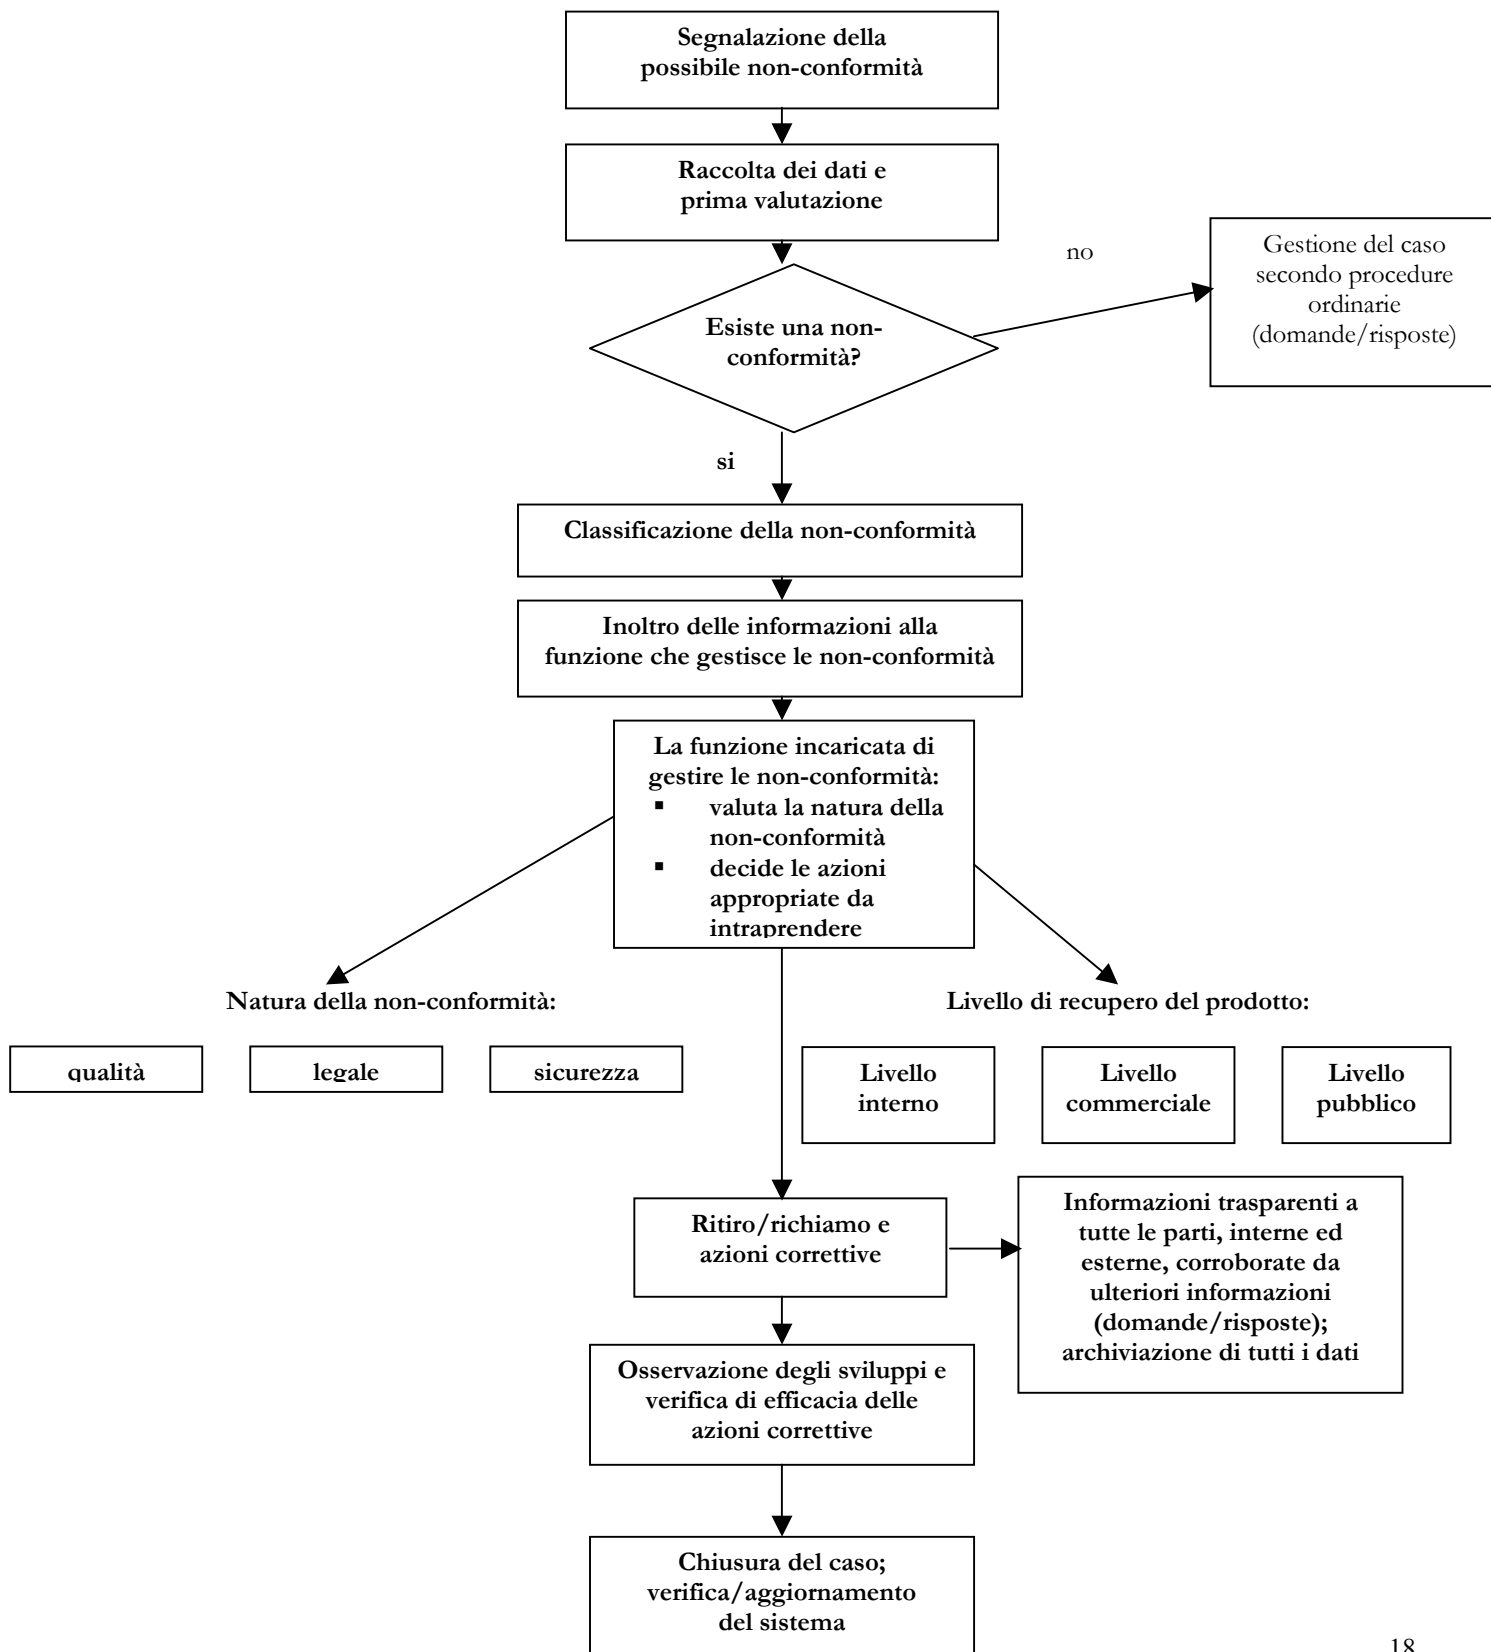 Segnalazione della
possibile non-conformità
Raccolta dei dati e
prima valutazione
no
Gestione del caso
secondo procedure
ordinarie
(domande/risposte)
Esiste una non-
conformità?
si
Classificazione della non-conformità
Inoltro delle informazioni alla
funzione che gestisce le non-conformità
La funzione incaricata di
gestire le non-conformità:
▪ valuta la natura della
non-conformità
▪ decide le azioni
appropriate da
intraprendere
Natura della non-conformità:
Livello di recupero del prodotto:
qualità
legale
sicurezza
Livello
interno
Livello
commerciale
Livello
pubblico
Ritiro/richiamo e
azioni correttive
Informazioni trasparenti a
tutte le parti, interne ed
esterne, corroborate da
ulteriori informazioni
(domande/risposte);
archiviazione di tutti i dati
Osservazione degli sviluppi e
verifica di efficacia delle
azioni correttive
Chiusura del caso;
verifica/aggiornamento
del sistema
18